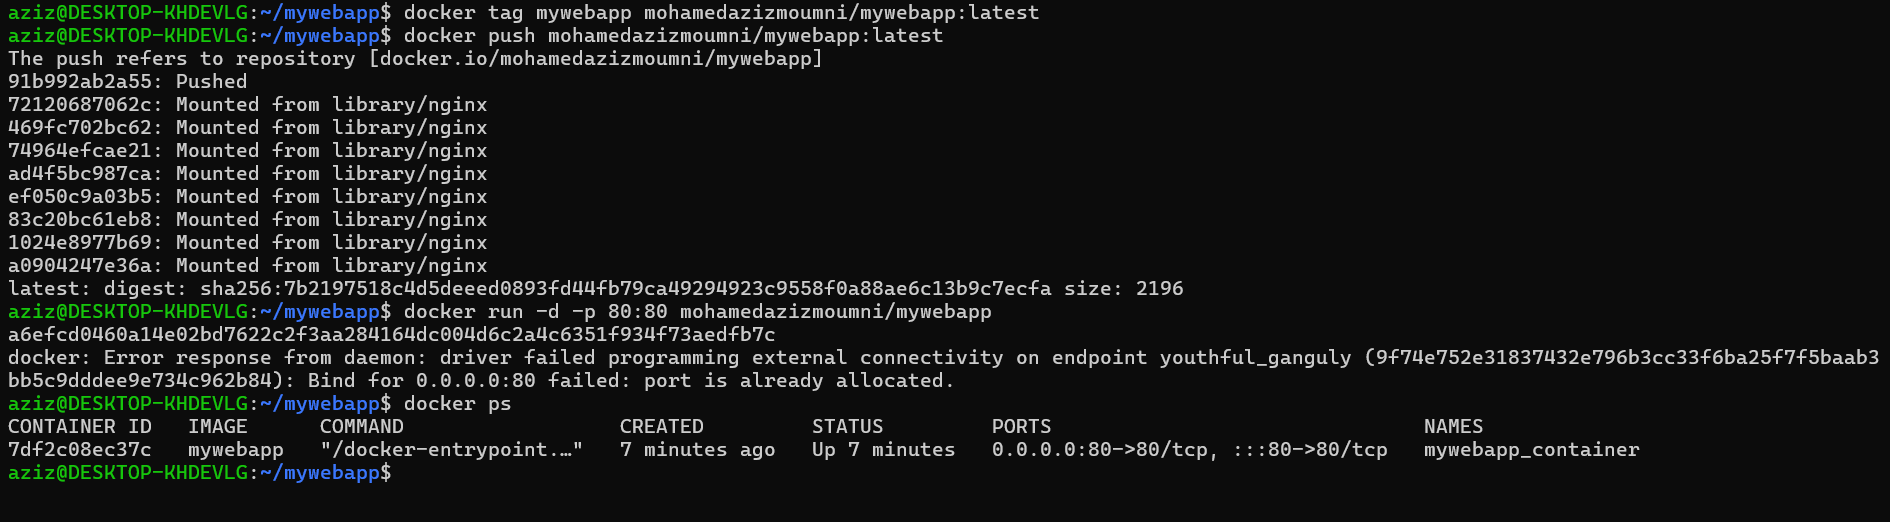 aziz@DESKTOP-KHDEVLG:~/mywebapp$ docker tag mywebapp mohamedazizmoumni/mywebapp:latest
aziz@DESKTOP-KHDEVLG:~/mywebapp$ docker push mohamedazizmoumni/mywebapp:latest
The push refers to repository [docker.io/mohamedazizmoumni/mywebapp]
91b992ab2a55: Pushed
72120687062c: Mounted from library/nginx
469fc702bc62: Mounted from library/nginx
74964efcae21: Mounted from library/nginx
ad4f5bc987ca: Mounted from library/nginx
ef050c9a03b5: Mounted from library/nginx
83c20bc61eb8: Mounted from library/nginx
1024e8977b69: Mounted from library/nginx
a0904247e36a: Mounted from library/nginx
latest: digest: sha256:7b2197518c4d5deeed0893fd44fb79ca49294923c9558f0a88ae6c13b9c7ecfa size: 2196
aziz@DESKTOP-KHDEVLG:~/mywebapp$ docker run -d -p 80:80 mohamedazizmoumni/mywebapp
a6efcd0460a14e02bd7622c2f3aa284164dc004d6c2a4c6351f934f73aedfb7c
docker: Error response from daemon: driver failed programming external connectivity on endpoint youthful_ganguly (9f74e752e31837432e796b3cc33f6ba25f7f5baab3
bb5c9dddee9e734c962b84): Bind for 0.0.0.0:80 failed: port is already allocated.
aziz@DESKTOP-KHDEVLG:~/mywebapp$ docker ps
CONTAINER ID   IMAGE      COMMAND                  CREATED         STATUS         PORTS                               NAMES
7df2c08ec37c   mywebapp   "/docker-entrypoint.…"   7 minutes ago   Up 7 minutes   0.0.0.0:80->80/tcp, :::80->80/tcp   mywebapp_container
aziz@DESKTOP-KHDEVLG:~/mywebapp$